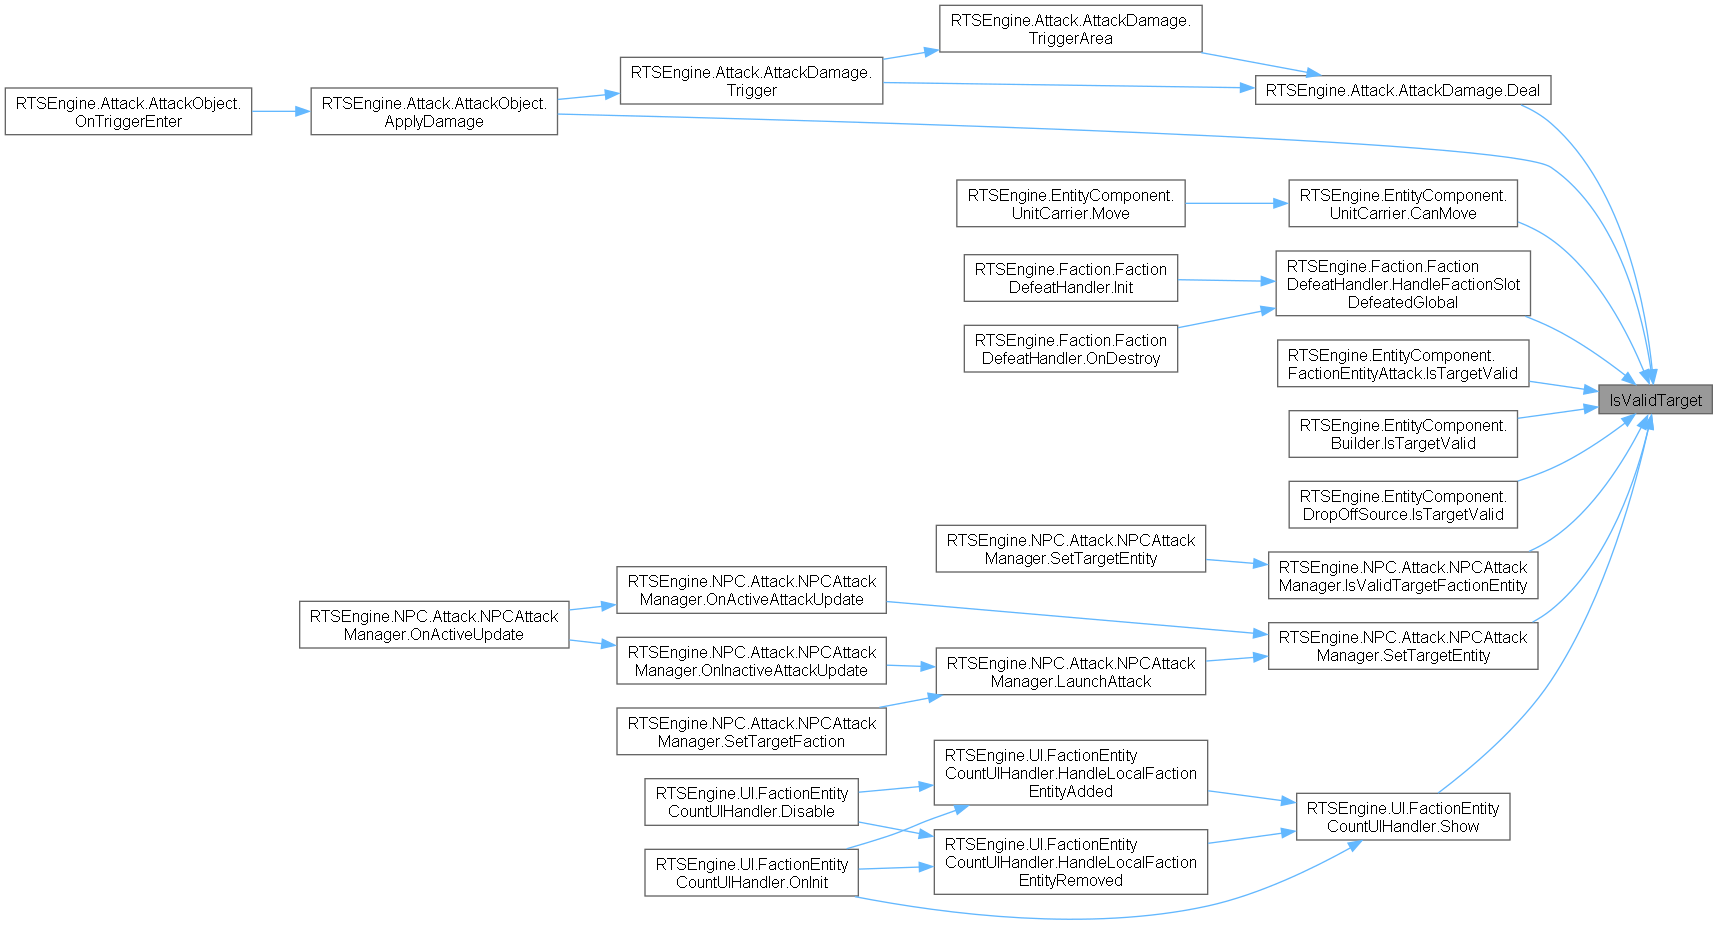 RTSEngine.Attack.AttackDamage.
TriggerArea
RTSEngine.Attack.AttackDamage.
Trigger
RTSEngine.Attack.AttackDamage.Deal
RTSEngine.Attack.AttackObject.
OnTriggerEnter
RTSEngine.Attack.AttackObject.
ApplyDamage
RTSEngine.EntityComponent.
UnitCarrier.Move
RTSEngine.EntityComponent.
UnitCarrier.CanMove
RTSEngine.Faction.Faction
DefeatHandler.Init
RTSEngine.Faction.Faction
DefeatHandler.HandleFactionSlot
DefeatedGlobal
RTSEngine.Faction.Faction
DefeatHandler.OnDestroy
RTSEngine.EntityComponent.
FactionEntityAttack.IsTargetValid
IsValidTarget
RTSEngine.EntityComponent.
Builder.IsTargetValid
RTSEngine.EntityComponent.
DropOffSource.IsTargetValid
RTSEngine.NPC.Attack.NPCAttack
Manager.SetTargetEntity
RTSEngine.NPC.Attack.NPCAttack
Manager.IsValidTargetFactionEntity
RTSEngine.NPC.Attack.NPCAttack
Manager.OnActiveAttackUpdate
RTSEngine.NPC.Attack.NPCAttack
Manager.OnActiveUpdate
RTSEngine.NPC.Attack.NPCAttack
Manager.SetTargetEntity
RTSEngine.NPC.Attack.NPCAttack
Manager.OnInactiveAttackUpdate
RTSEngine.NPC.Attack.NPCAttack
Manager.LaunchAttack
RTSEngine.NPC.Attack.NPCAttack
Manager.SetTargetFaction
RTSEngine.UI.FactionEntity
CountUIHandler.HandleLocalFaction
EntityAdded
RTSEngine.UI.FactionEntity
CountUIHandler.Disable
RTSEngine.UI.FactionEntity
CountUIHandler.Show
RTSEngine.UI.FactionEntity
CountUIHandler.HandleLocalFaction
EntityRemoved
RTSEngine.UI.FactionEntity
CountUIHandler.OnInit